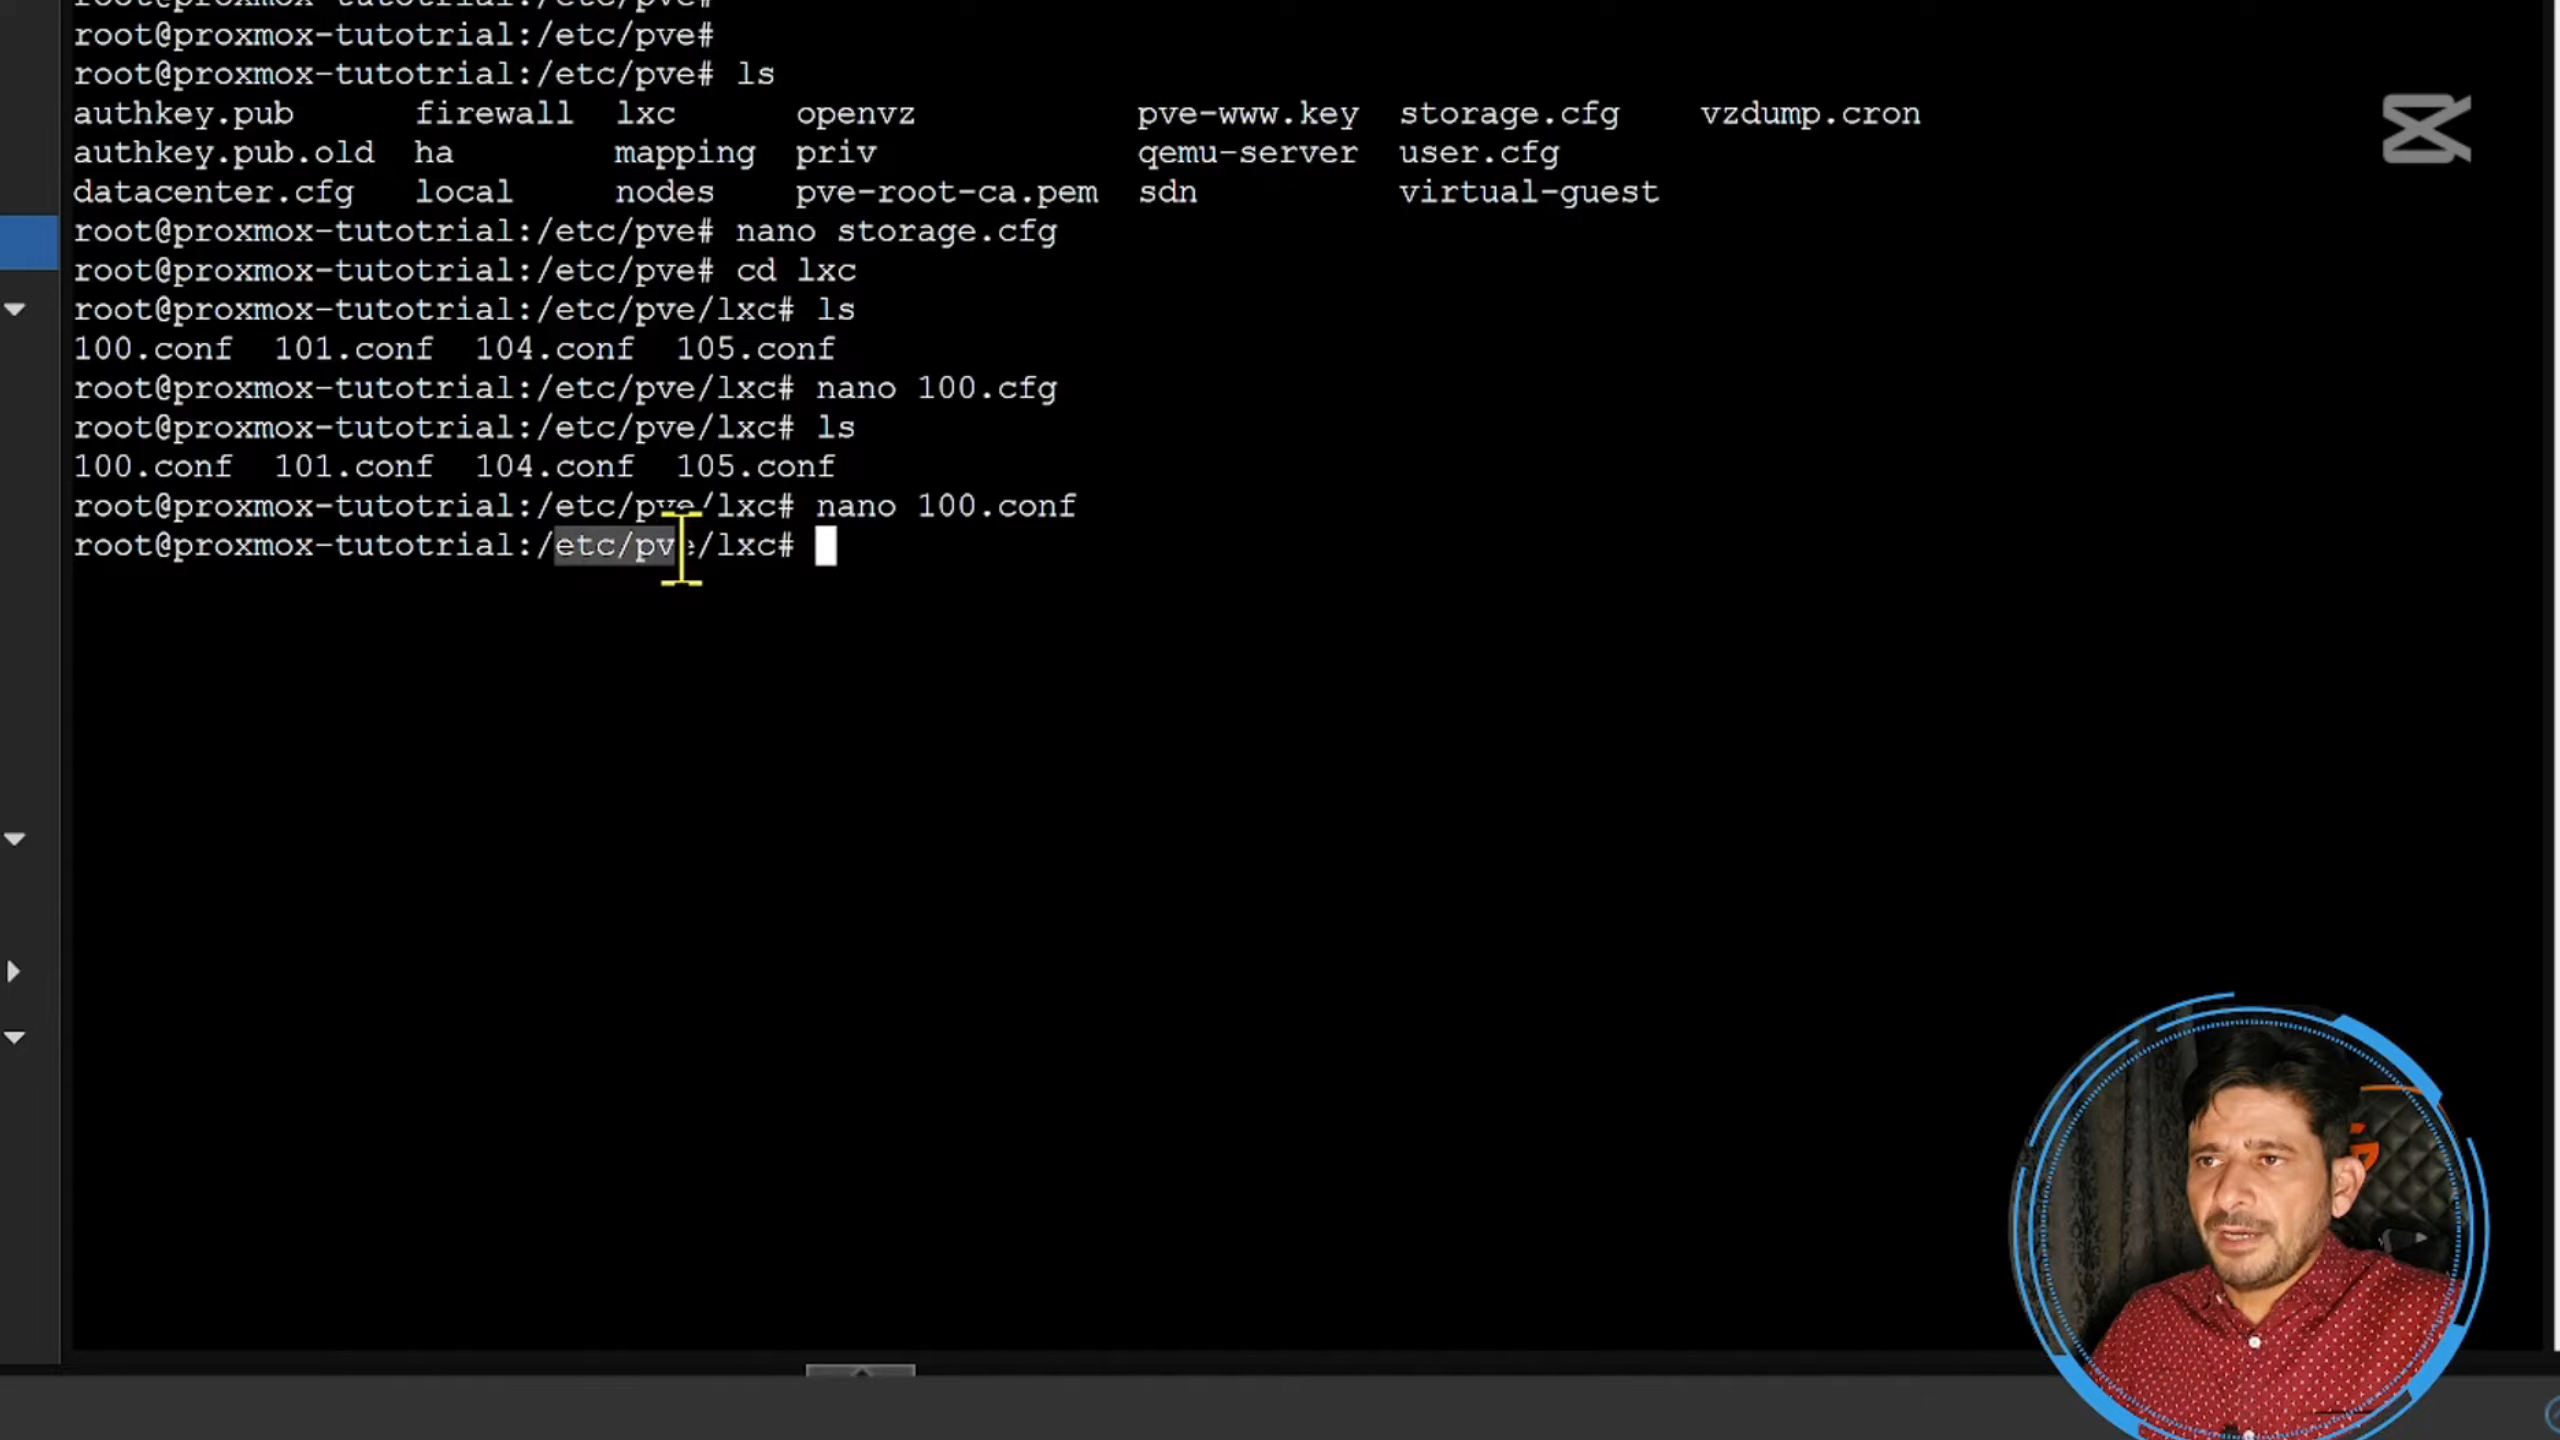 root@proxmox-tutotrial:/etc/pve#
root@proxmox-tutotrial:/etc/pve#
root@proxmox-tutotrial:/etc/pve# ls
authkey.pub firewall lxc openvz pve-www.key storage.cfg vzdump.cron
authkey.pub.old ha mapping priv qemu-server user.cfg
datacenter.cfg local nodes pve-root-ca.pem sdn virtual-guest
root@proxmox-tutotrial:/etc/pve# nano storage.cfg
root@proxmox-tutotrial:/etc/pve# cd lxc
root@proxmox-tutotrial:/etc/pve/lxc# ls
100.conf 101.conf 104.conf 105.conf
root@proxmox-tutotrial:/etc/pve/lxc# nano 100.cfg
root@proxmox-tutotrial:/etc/pve/lxc# ls
100.conf 101.conf 104.conf 105.conf
root@proxmox-tutotrial:/etc/pve/lxc# nano 100.conf
root@proxmox-tutotrial:/etc/pve/lxc#